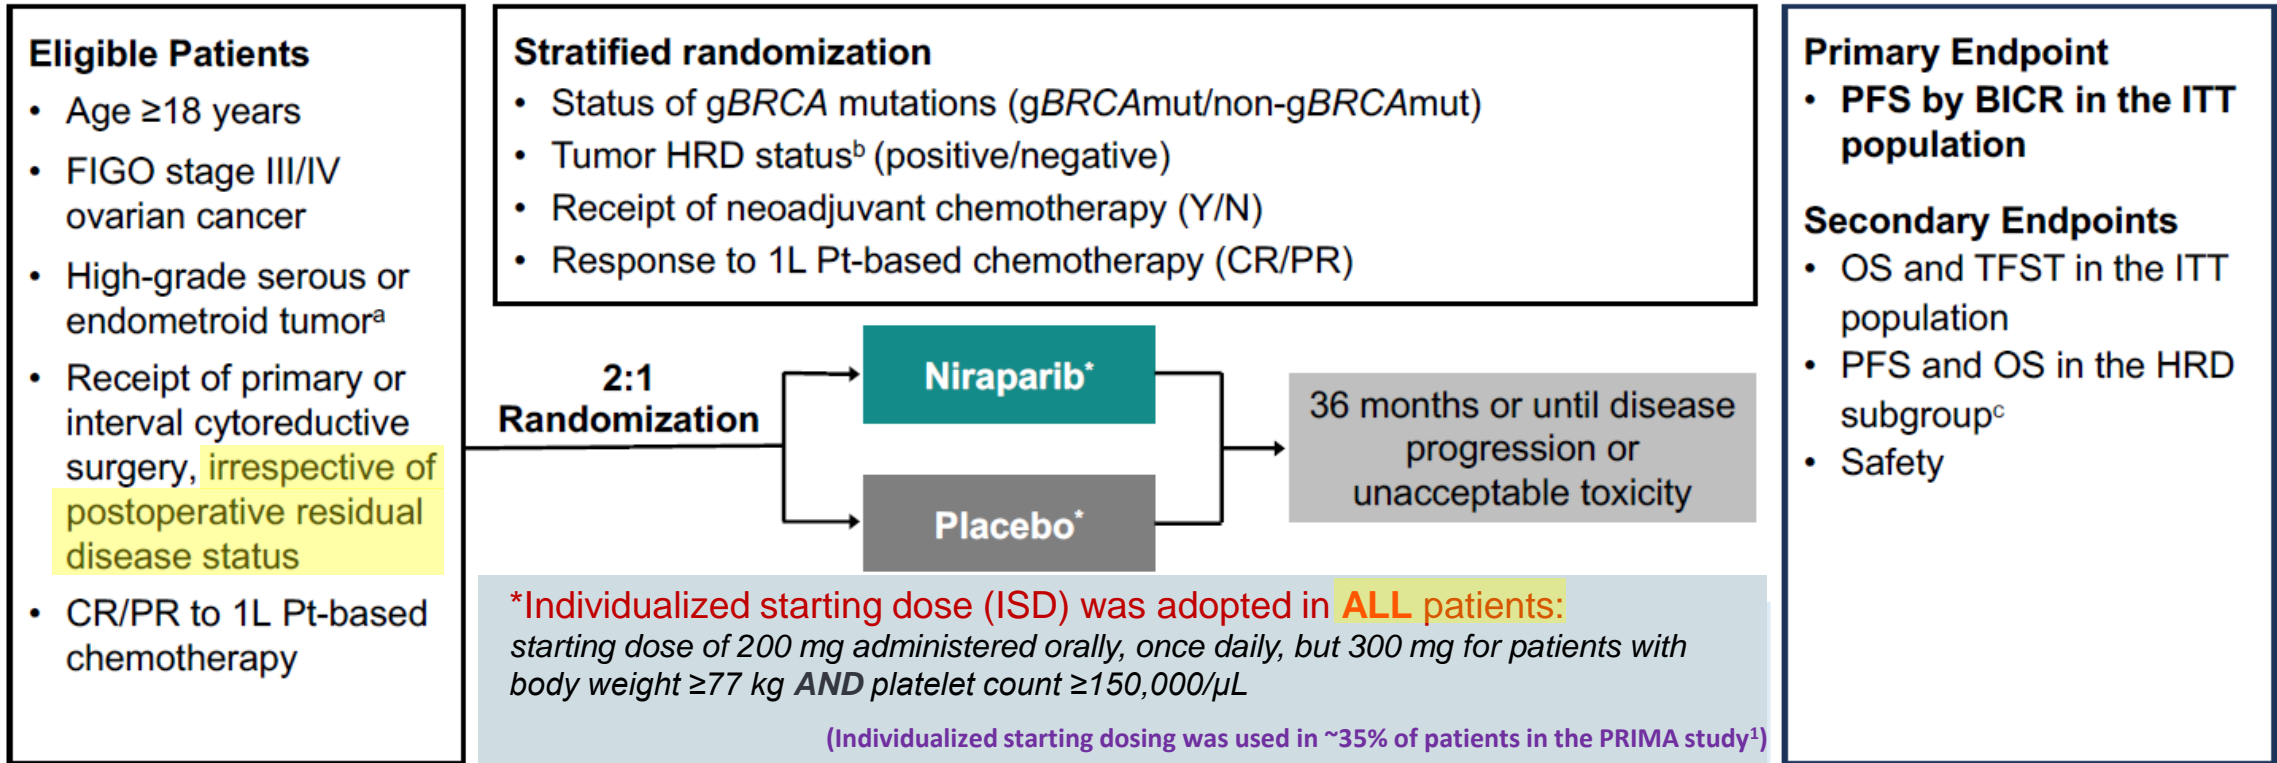 Eligible Patients
• Age ≥18 years
• FIGO stage III/IV
ovarian cancer
• High-grade serous or
endometroid tumorᵃ
• Receipt of primary or
interval cytoreductive
surgery, irrespective of
postoperative residual
disease status
• CR/PR to 1L Pt-based
chemotherapy
Stratified randomization
• Status of gBRCA mutations (gBRCAmut/non-gBRCAmut)
• Tumor HRD statusᵇ (positive/negative)
• Receipt of neoadjuvant chemotherapy (Y/N)
• Response to 1L Pt-based chemotherapy (CR/PR)
2:1
Randomization
Niraparib*
Placebo*
36 months or until disease
progression or
unacceptable toxicity
*Individualized starting dose (ISD) was adopted in ALL patients:
starting dose of 200 mg administered orally, once daily, but 300 mg for patients with
body weight ≥77 kg AND platelet count ≥150,000/μL
(Individualized starting dosing was used in ~35% of patients in the PRIMA study¹)
Primary Endpoint
• PFS by BICR in the ITT
population
Secondary Endpoints
• OS and TFST in the ITT
population
• PFS and OS in the HRD
subgroupᶜ
• Safety